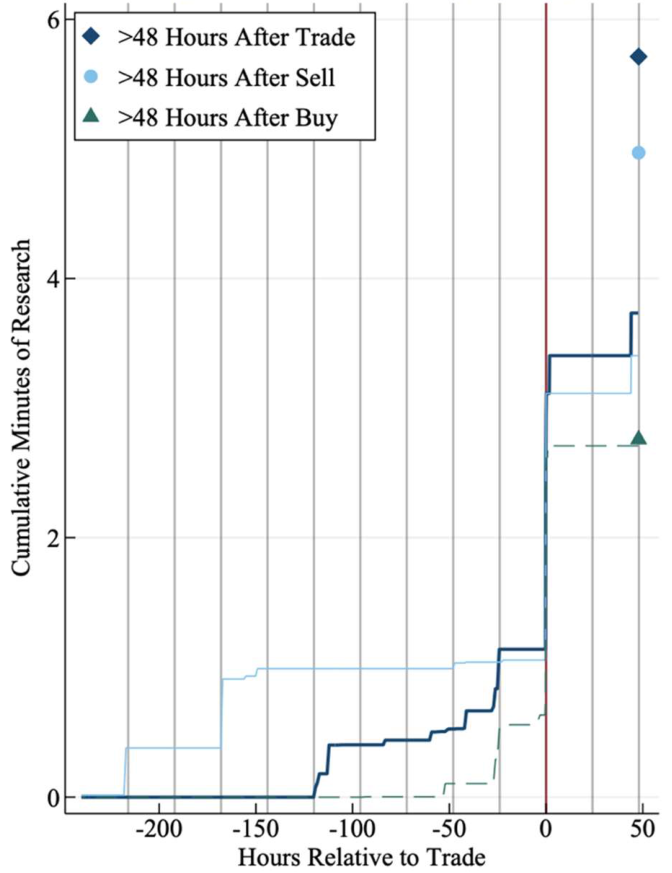 6
>48 Hours After Trade
>48 Hours After Sell
>48 Hours After Buy
4
2
0
Cumulative Minutes of Research
-200 -150 -100 -50 0 50
Hours Relative to Trade